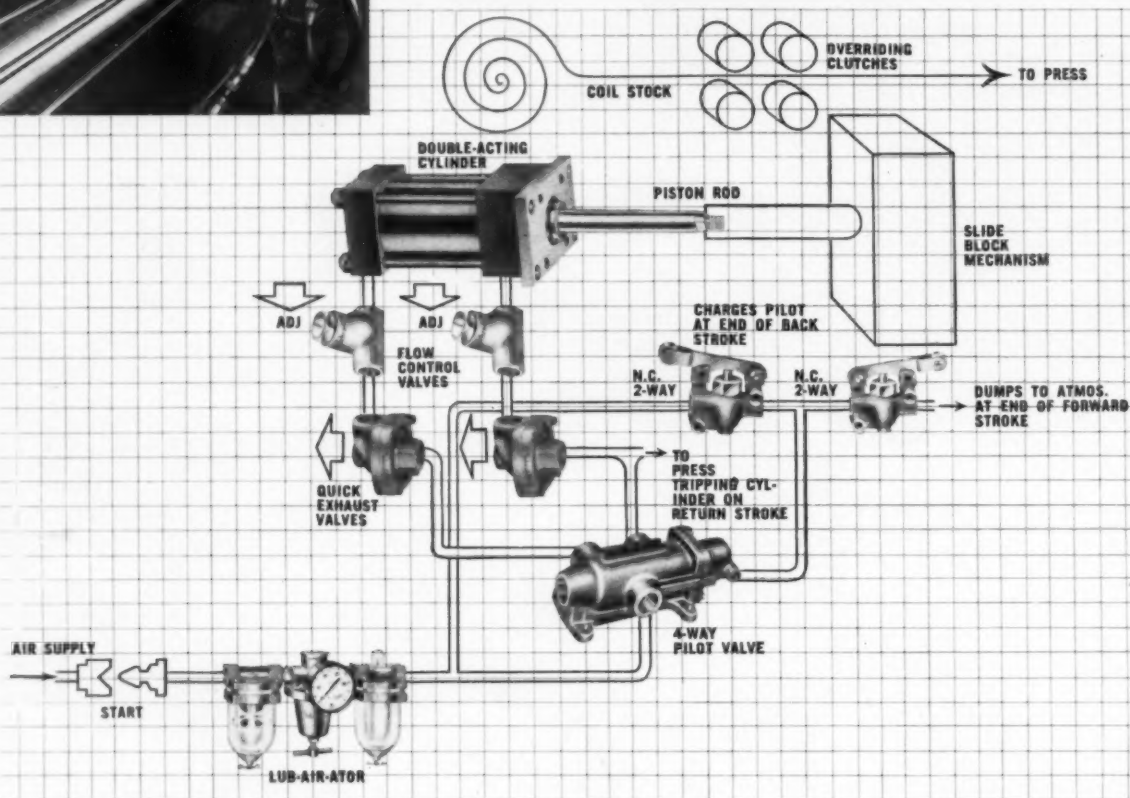 OVERRIDING
CLUTCHES
COIL STOCK
TO PRESS
DOUBLE-ACTING
CYLINDER
PISTON ROD
SLIDE
BLOCK
MECHANISM
ADJ
ADJ
FLOW
CONTROL
VALVES
CHARGES PILOT
AT END OF BACK
STROKE
N.C.
2-WAY
N.C.
2-WAY
DUMPS TO ATMOS.
AT END OF FORWARD
STROKE
QUICK
EXHAUST
VALVES
TO
PRESS
TRIPPING CYL-
INDER ON
RETURN STROKE
4-WAY
PILOT VALVE
AIR SUPPLY
START
LUB-AIR-ATOR